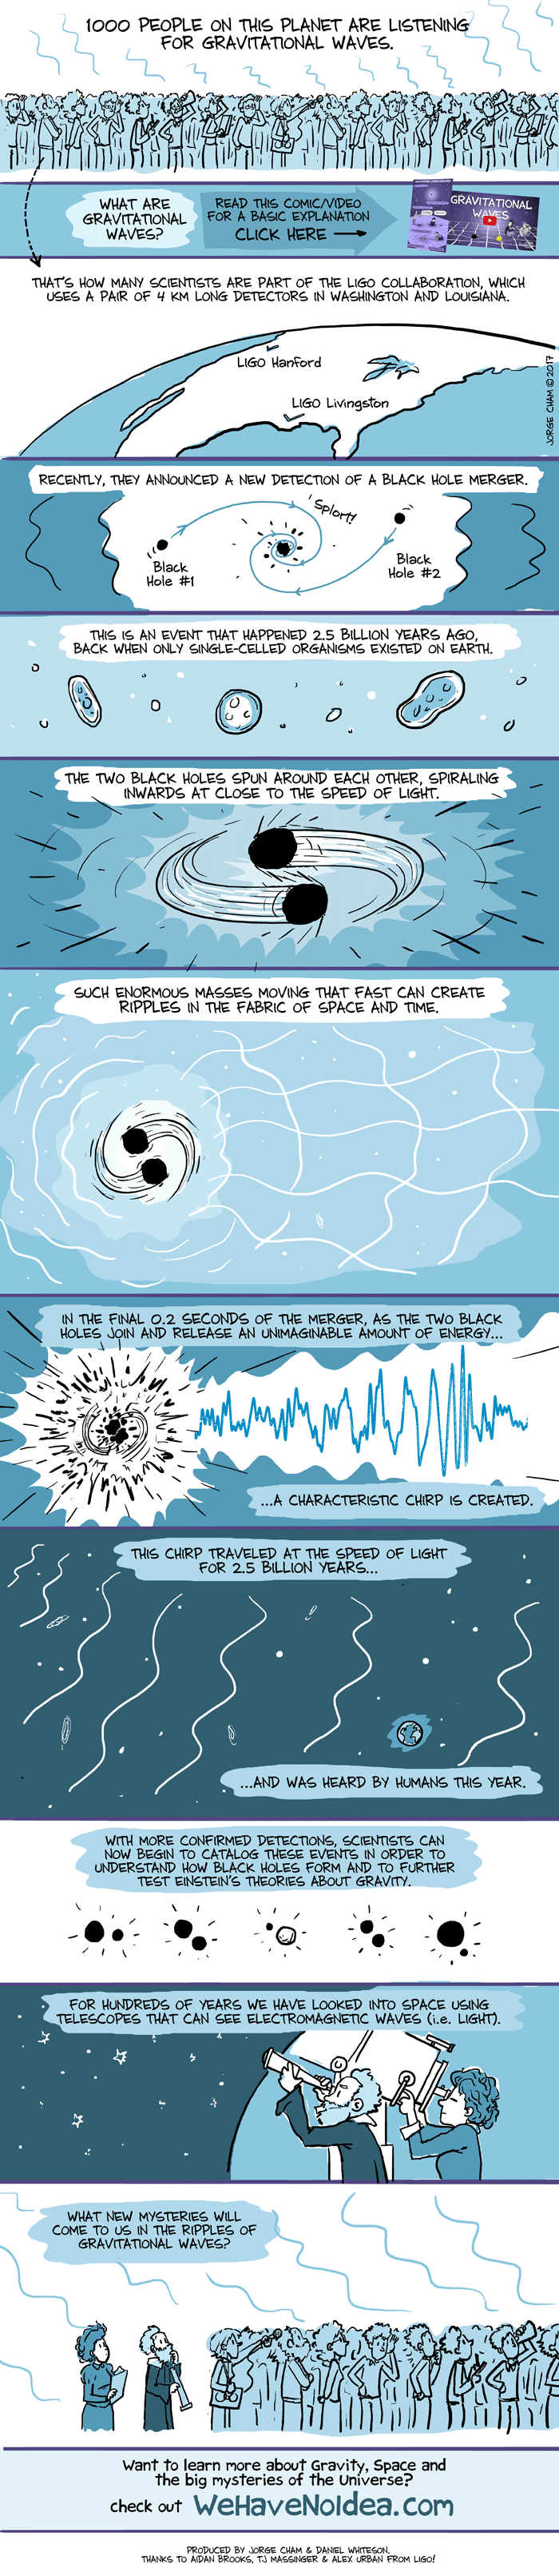 1000 PEOPLE ON THIS PLANET ARE LISTENING
FOR GRAVITATIONAL WAVES.
WHAT ARE
GRAVITATIONAL
WAVES?
READ THIS COMIC/VIDEO
FOR A BASIC EXPLANATION
CLICK HERE
GRAVITATIONAL
WAVES
THAT'S HOW MANY SCIENTISTS ARE PART OF THE LIGO COLLABORATION, WHICH
USES A PAIR OF 4 KM LONG DETECTORS IN WASHINGTON AND LOUISIANA.
LIGO Hanford
LIGO Livingston
JORGE CHAM © 2017
RECENTLY, THEY ANNOUNCED A NEW DETECTION OF A BLACK HOLE MERGER.
Splort!
Black
Hole #1
Black
Hole #2
THIS IS AN EVENT THAT HAPPENED 2.5 BILLION YEARS AGO,
BACK WHEN ONLY SINGLE-CELLED ORGANISMS EXISTED ON EARTH.
THE TWO BLACK HOLES SPUN AROUND EACH OTHER, SPIRALING
INWARDS AT CLOSE TO THE SPEED OF LIGHT.
SUCH ENORMOUS MASSES MOVING THAT FAST CAN CREATE
RIPPLES IN THE FABRIC OF SPACE AND TIME.
IN THE FINAL 0.2 SECONDS OF THE MERGER, AS THE TWO BLACK
HOLES JOIN AND RELEASE AN UNIMAGINABLE AMOUNT OF ENERGY...
...A CHARACTERISTIC CHIRP IS CREATED.
THIS CHIRP TRAVELED AT THE SPEED OF LIGHT
FOR 2.5 BILLION YEARS...
...AND WAS HEARD BY HUMANS THIS YEAR.
WITH MORE CONFIRMED DETECTIONS, SCIENTISTS CAN
NOW BEGIN TO CATALOG THESE EVENTS IN ORDER TO
UNDERSTAND HOW BLACK HOLES FORM AND TO FURTHER
TEST EINSTEIN'S THEORIES ABOUT GRAVITY.
FOR HUNDREDS OF YEARS WE HAVE LOOKED INTO SPACE USING
TELESCOPES THAT CAN SEE ELECTROMAGNETIC WAVES (i.e. LIGHT).
WHAT NEW MYSTERIES WILL
COME TO US IN THE RIPPLES OF
GRAVITATIONAL WAVES?
Want to learn more about Gravity, Space and
the big mysteries of the Universe?
check out WeHaveNoIdea.com
PRODUCED BY JORGE CHAM & DANIEL WHITESON.
THANKS TO AIDAN BROOKS, TJ MASSINGER & ALEX URBAN FROM LIGO!